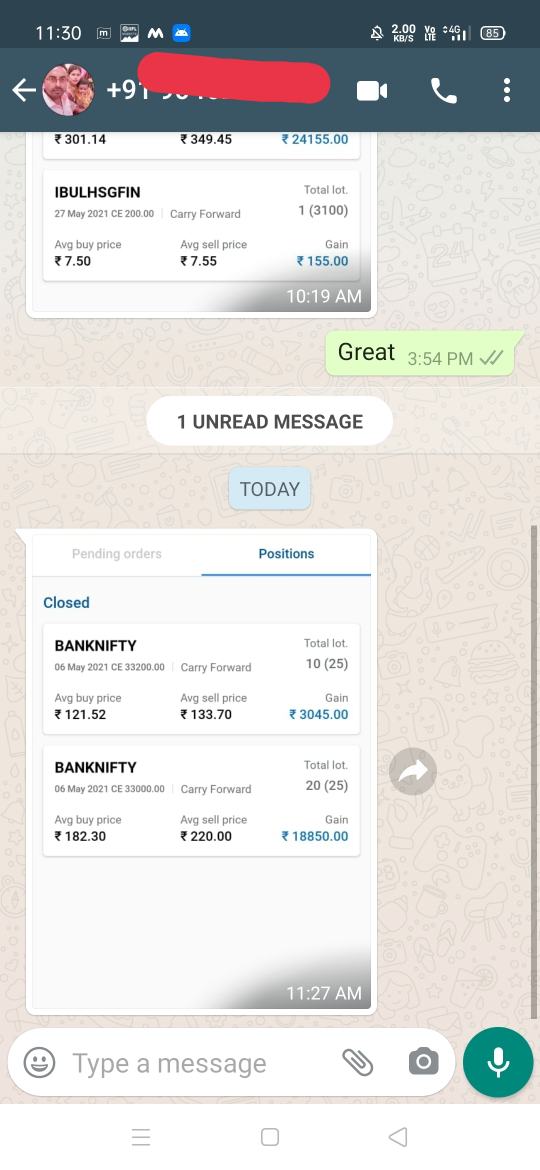 11:30 2.00 KB/S Vo LTE 4G 85
+91
₹ 301.14 ₹ 349.45 ₹ 24155.00
IBULHSGFIN Total lot.
27 May 2021 CE 200.00 Carry Forward 1 (3100)
Avg buy price Avg sell price Gain
₹ 7.50 ₹ 7.55 ₹ 155.00
10:19 AM
Great 3:54 PM
1 UNREAD MESSAGE
TODAY
Pending orders Positions
Closed
BANKNIFTY Total lot.
06 May 2021 CE 33200.00 Carry Forward 10 (25)
Avg buy price Avg sell price Gain
₹ 121.52 ₹ 133.70 ₹ 3045.00
BANKNIFTY Total lot.
06 May 2021 CE 33000.00 Carry Forward 20 (25)
Avg buy price Avg sell price Gain
₹ 182.30 ₹ 220.00 ₹ 18850.00
11:27 AM
Type a message